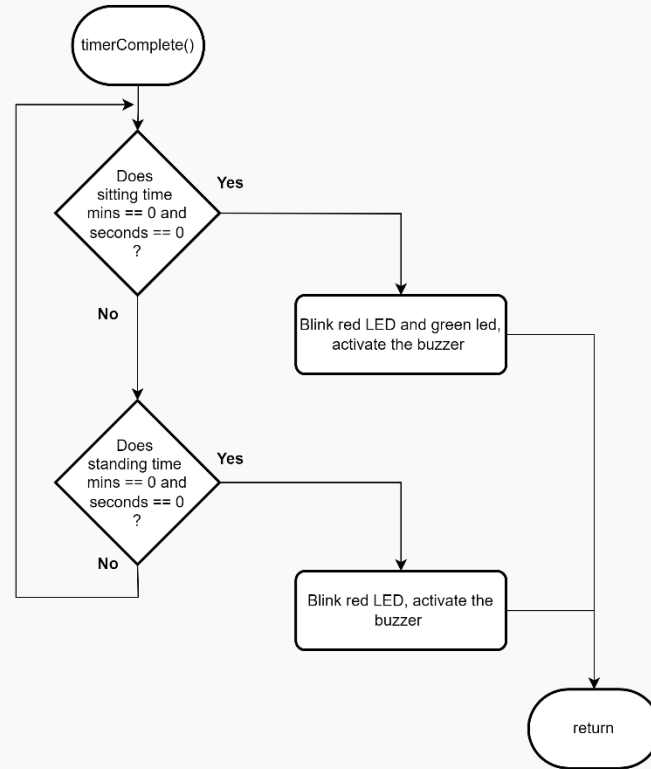 timerComplete()
Does
sitting time
mins == 0 and
seconds == 0
?
Yes
No
Blink red LED and green led,
activate the buzzer
Does
standing time
mins == 0 and
seconds == 0
?
Yes
No
Blink red LED, activate the
buzzer
return